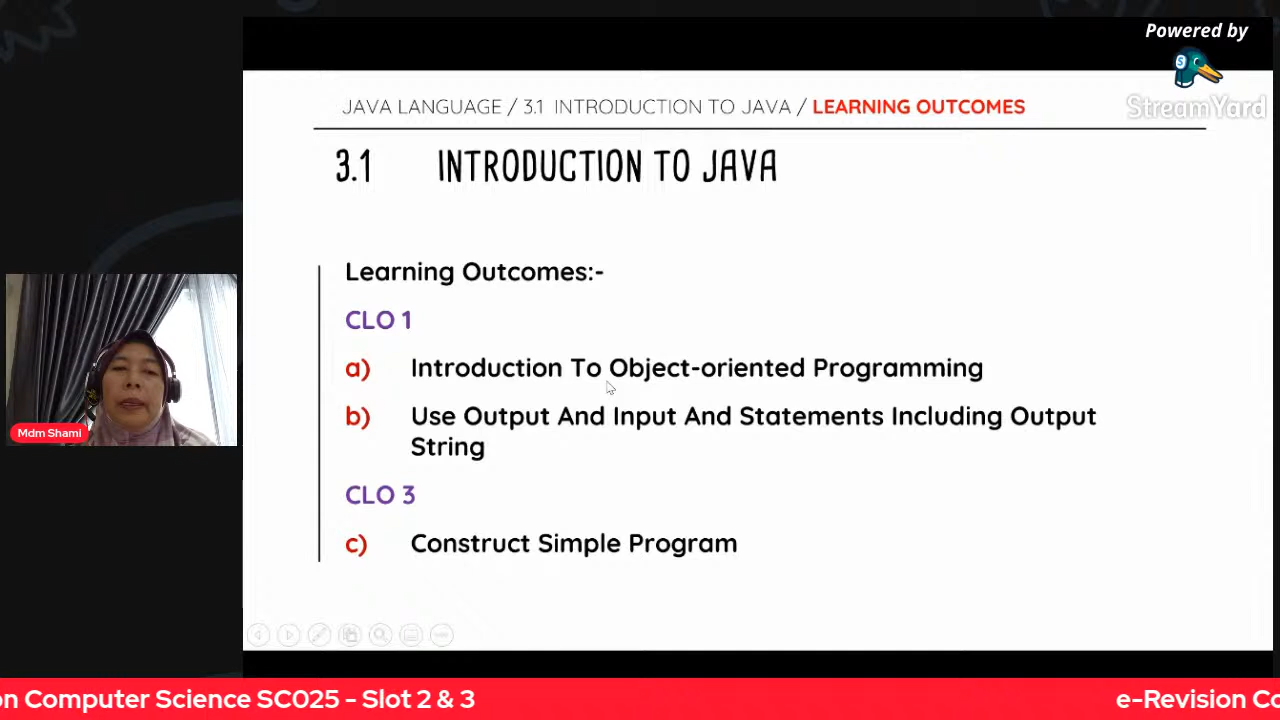 Powered by
StreamYard
JAVA LANGUAGE / 3.1 INTRODUCTION TO JAVA / LEARNING OUTCOMES
3.1 INTRODUCTION TO JAVA
Learning Outcomes:-
CLO 1
a) Introduction To Object-oriented Programming
b) Use Output And Input And Statements Including Output
String
CLO 3
c) Construct Simple Program
Mdm Shami
on Computer Science SC025 - Slot 2 & 3
e-Revision Co